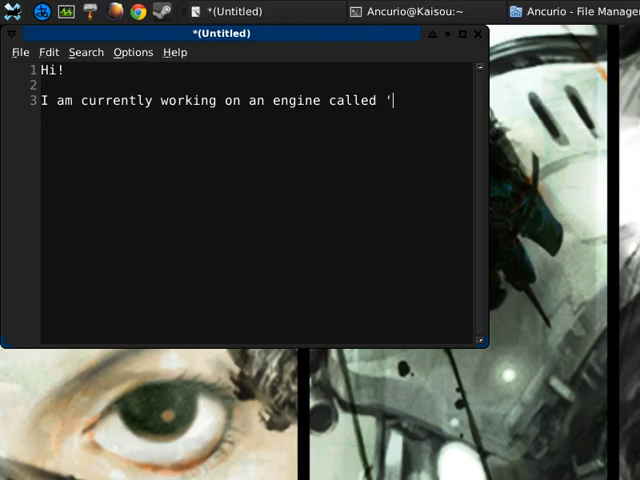 *(Untitled)
Ancurio@Kaisou:~
Ancurio - File Manage
*(Untitled)
File Edit Search Options Help
1 Hi!
2
3 I am currently working on an engine called '